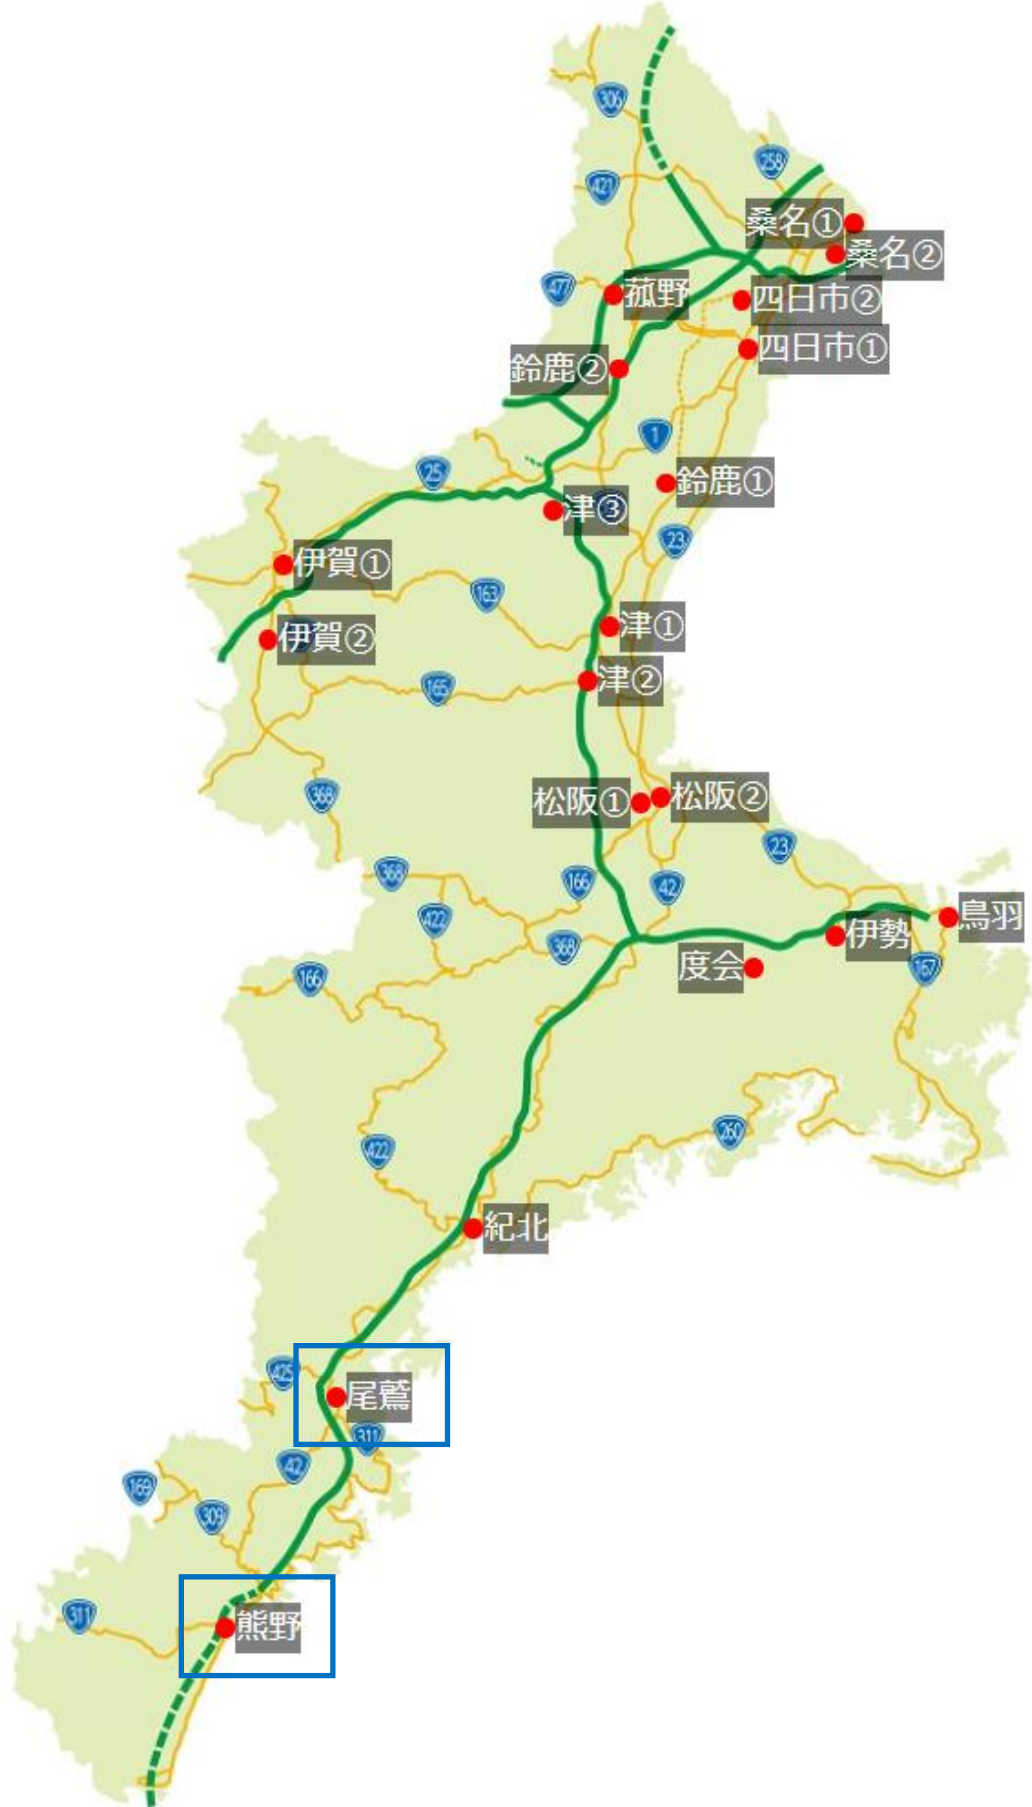 306
258
421
桑名①
桑名②
477
菰野
四日市②
四日市①
鈴鹿②
1
25
鈴鹿①
津③
23
伊賀①
163
津①
伊賀②
津②
165
368
松阪①
松阪②
23
368
166
42
422
鳥羽
伊勢
368
度会
167
166
260
422
紀北
425
尾鷲
311
42
169
309
311
熊野